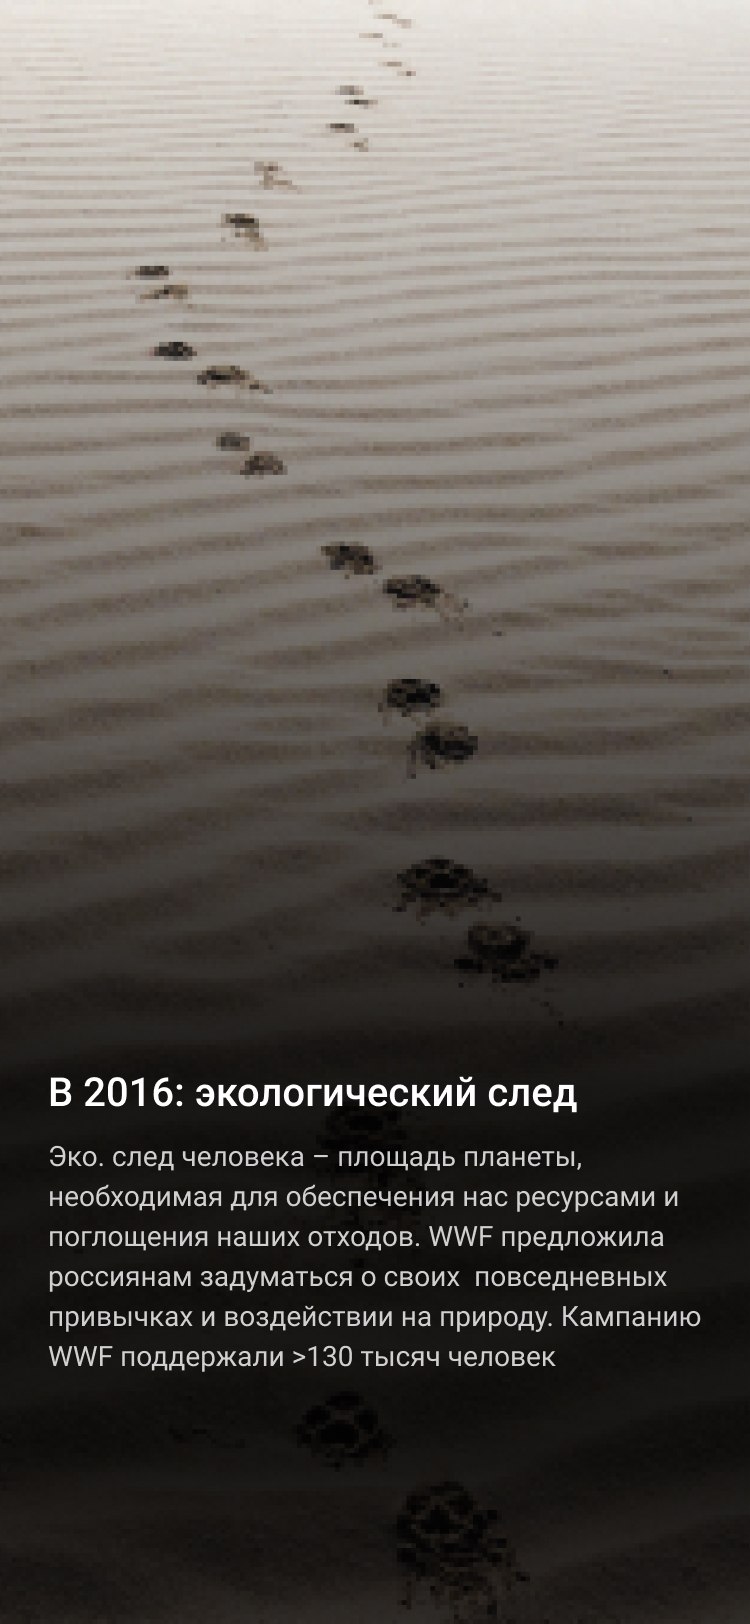 В 2016: экологический след
Эко. след человека – площадь планеты,
необходимая для обеспечения нас ресурсами и
поглощения наших отходов. WWF предложила
россиянам задуматься о своих  повседневных
привычках и воздействии на природу. Кампанию
WWF поддержали >130 тысяч человек